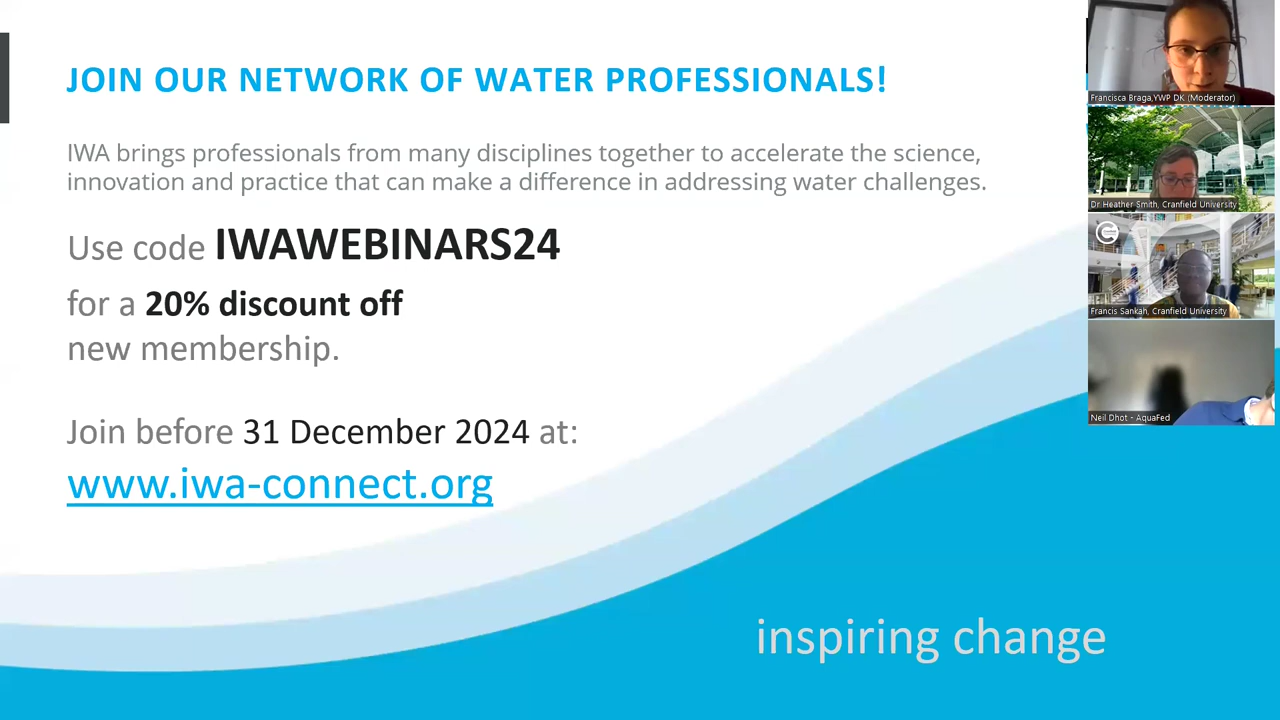 JOIN OUR NETWORK OF WATER PROFESSIONALS!
IWA brings professionals from many disciplines together to accelerate the science,
innovation and practice that can make a difference in addressing water challenges.
Use code IWAWEBINARS24
for a 20% discount off
new membership.
Join before 31 December 2024 at:
www.iwa-connect.org
inspiring change
Francisca Braga,YWP DK (Moderator)
Dr Heather Smith, Cranfield University
Francis Sankah, Cranfield University
Neil Dhot - AquaFed